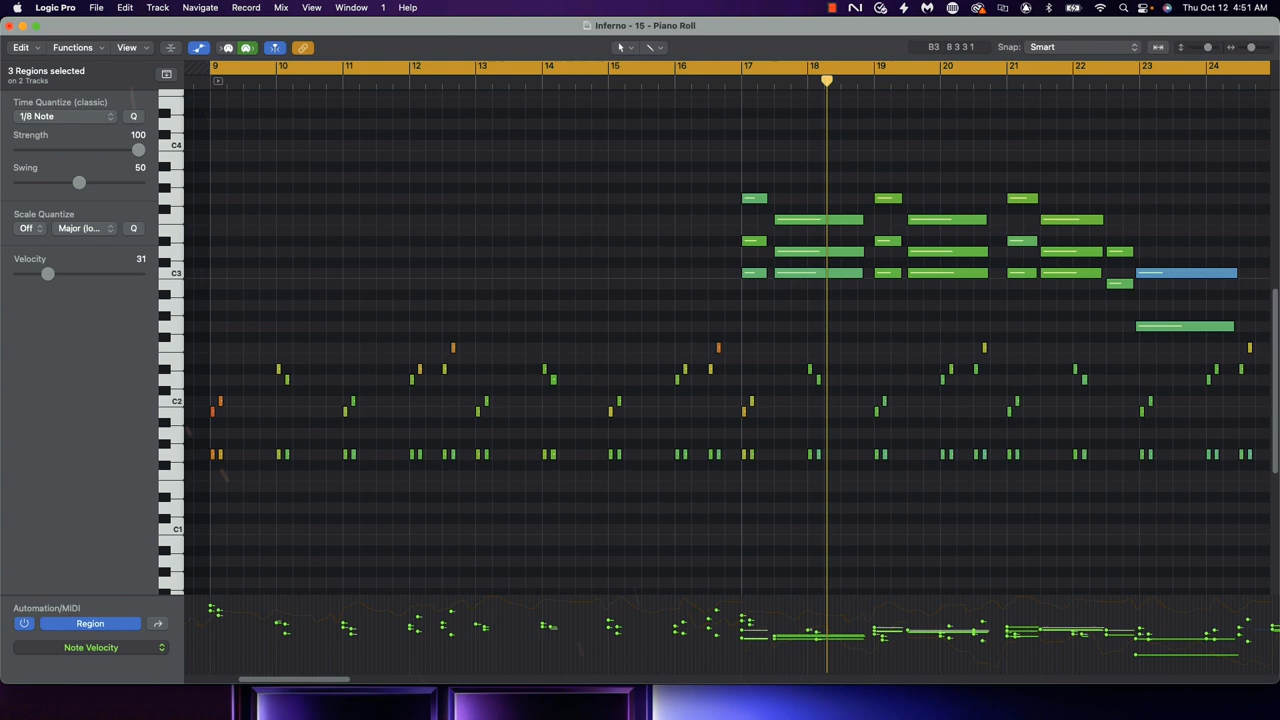 Logic Pro File Edit Track Navigate Record Mix View Window 1 Help Thu Oct 12 4:51 AM
Inferno - 15 - Piano Roll
Edit Functions View B3 8 3 3 1 Snap: Smart
3 Regions selected
on 2 Tracks
9 10 11 12 13 14 15 16 17 18 19 20 21 22 23 24
Time Quantize (classic)
1/8 Note Q
Strength 100
Swing 50
Scale Quantize
Off Major (lo... Q
Velocity 31
C4
C3
C2
C1
Automation/MIDI
Region
Note Velocity